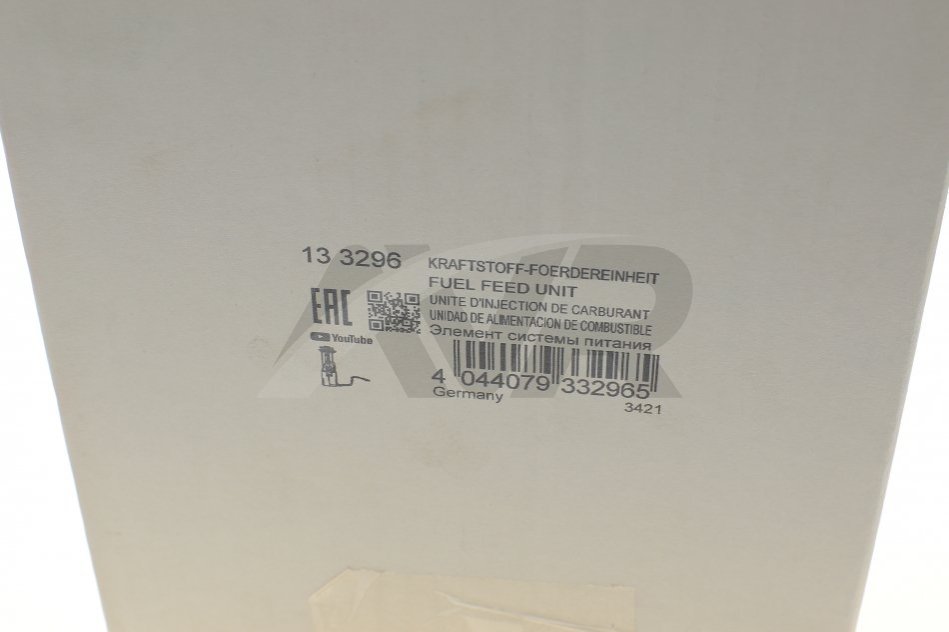 13 3296
KRAFTSTOFF-FOERDEREINHEIT
FUEL FEED UNIT
UNITE D'INJECTION DE CARBURANT
UNIDAD DE ALIMENTACION DE COMBUSTIBLE
Элемент системы питания
EAC
YouTube
4 044079 332965
Germany
3421